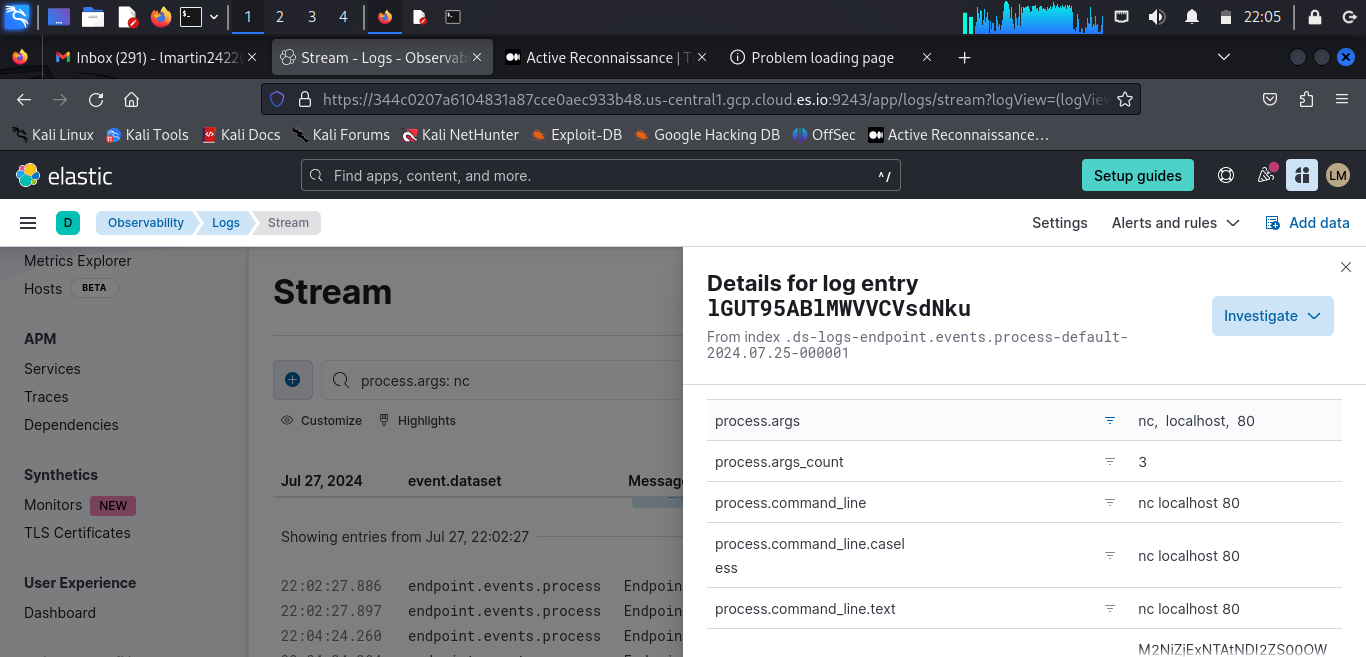 1
2
3
4
22:05
Inbox (291) - lmartin2422
Stream - Logs - Observab
Active Reconnaissance | T
Problem loading page
https://344c0207a6104831a87cce0aec933b48.us-central1.gcp.cloud.es.io:9243/app/logs/stream?logView=(logVie
Kali Linux
Kali Tools
Kali Docs
Kali Forums
Kali NetHunter
Exploit-DB
Google Hacking DB
OffSec
Active Reconnaissance…
elastic
Find apps, content, and more.
^/
Setup guides
LM
D
Observability
Logs
Stream
Settings
Alerts and rules
Add data
Metrics Explorer
Hosts
BETA
APM
Services
Traces
Dependencies
Synthetics
Monitors
NEW
TLS Certificates
User Experience
Dashboard
Stream
process.args: nc
Customize
Highlights
Jul 27, 2024
event.dataset
Message
Showing entries from Jul 27, 22:02:27
22:02:27.886 endpoint.events.process Endpoin
22:02:27.897 endpoint.events.process Endpoin
22:04:24.260 endpoint.events.process Endpoin
Details for log entry
lGUT95ABlMWVVCVsdNku
From index .ds-logs-endpoint.events.process-default-
2024.07.25-000001
Investigate
process.args
nc, localhost, 80
process.args_count
3
process.command_line
nc localhost 80
process.command_line.casel
ess
nc localhost 80
process.command_line.text
nc localhost 80